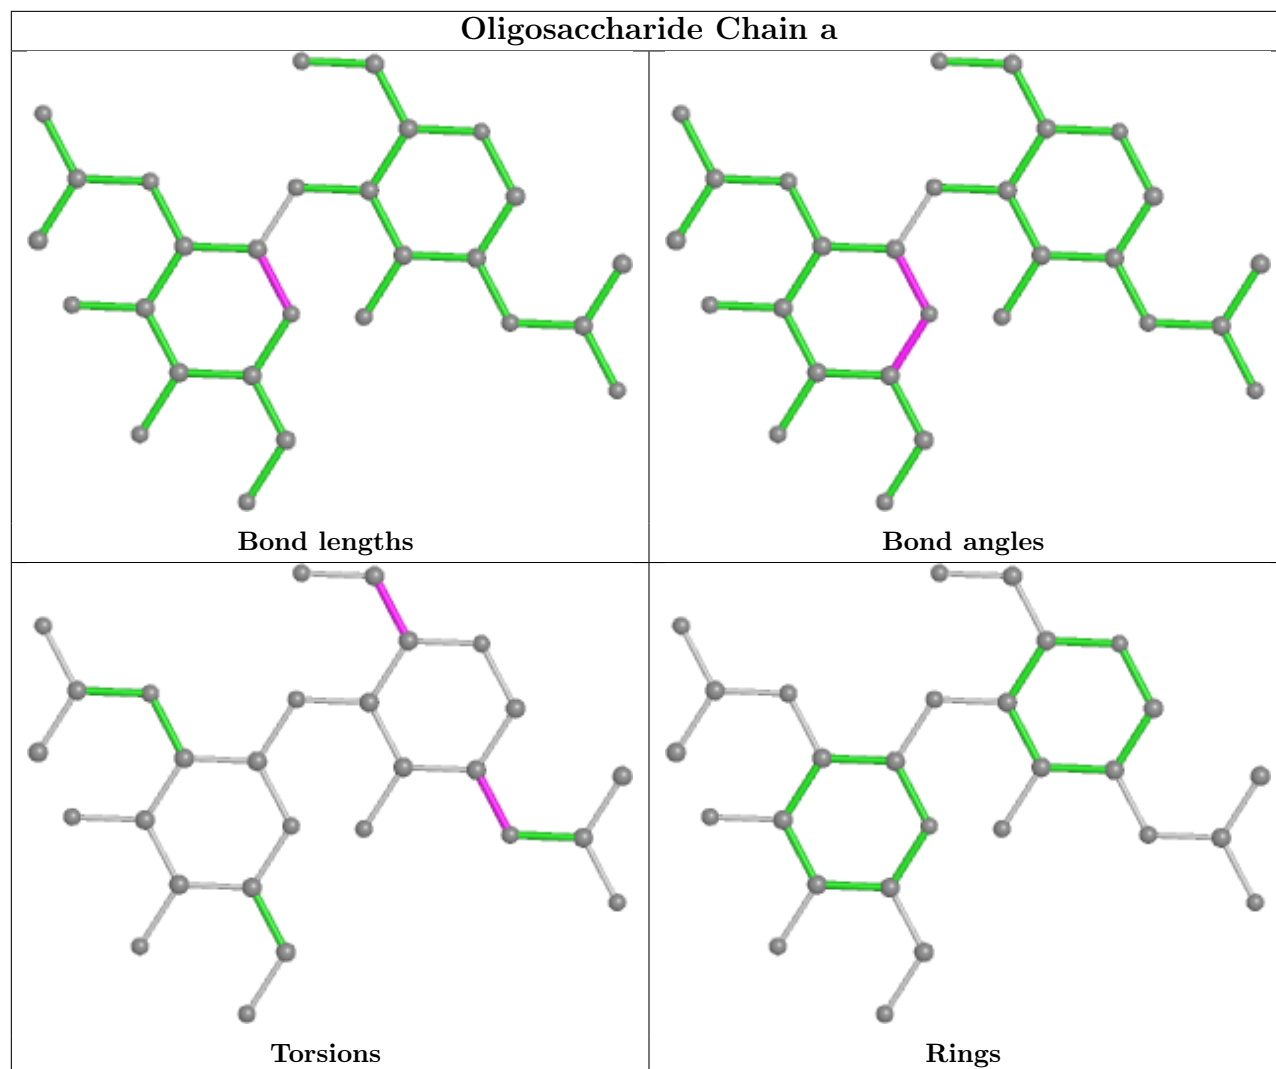 Oligosaccharide Chain a
Bond lengths
Bond angles
Torsions
Rings